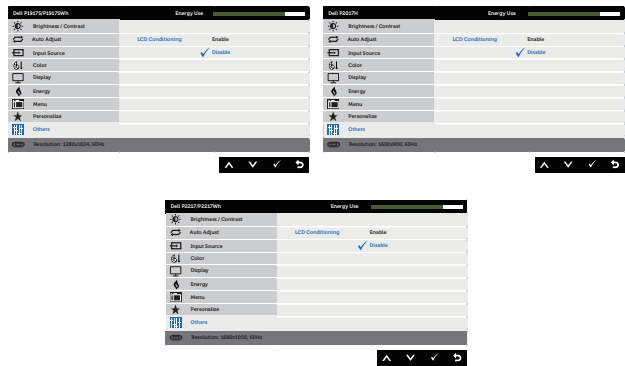 Dell P1917S/P1917SWh Energy Use
Brightness / Contrast
Auto Adjust LCD Conditioning Enable
Input Source Disable
Color
Display
Energy
Menu
Personalize
Others
Resolution: 1280x1024, 60Hz
Dell P2017H Energy Use
Brightness / Contrast
Auto Adjust LCD Conditioning Enable
Input Source Disable
Color
Display
Energy
Menu
Personalize
Others
Resolution: 1600x900, 60Hz
Dell P2217/P2217Wh Energy Use
Brightness / Contrast
Auto Adjust LCD Conditioning Enable
Input Source Disable
Color
Display
Energy
Menu
Personalize
Others
Resolution: 1680x1050, 60Hz